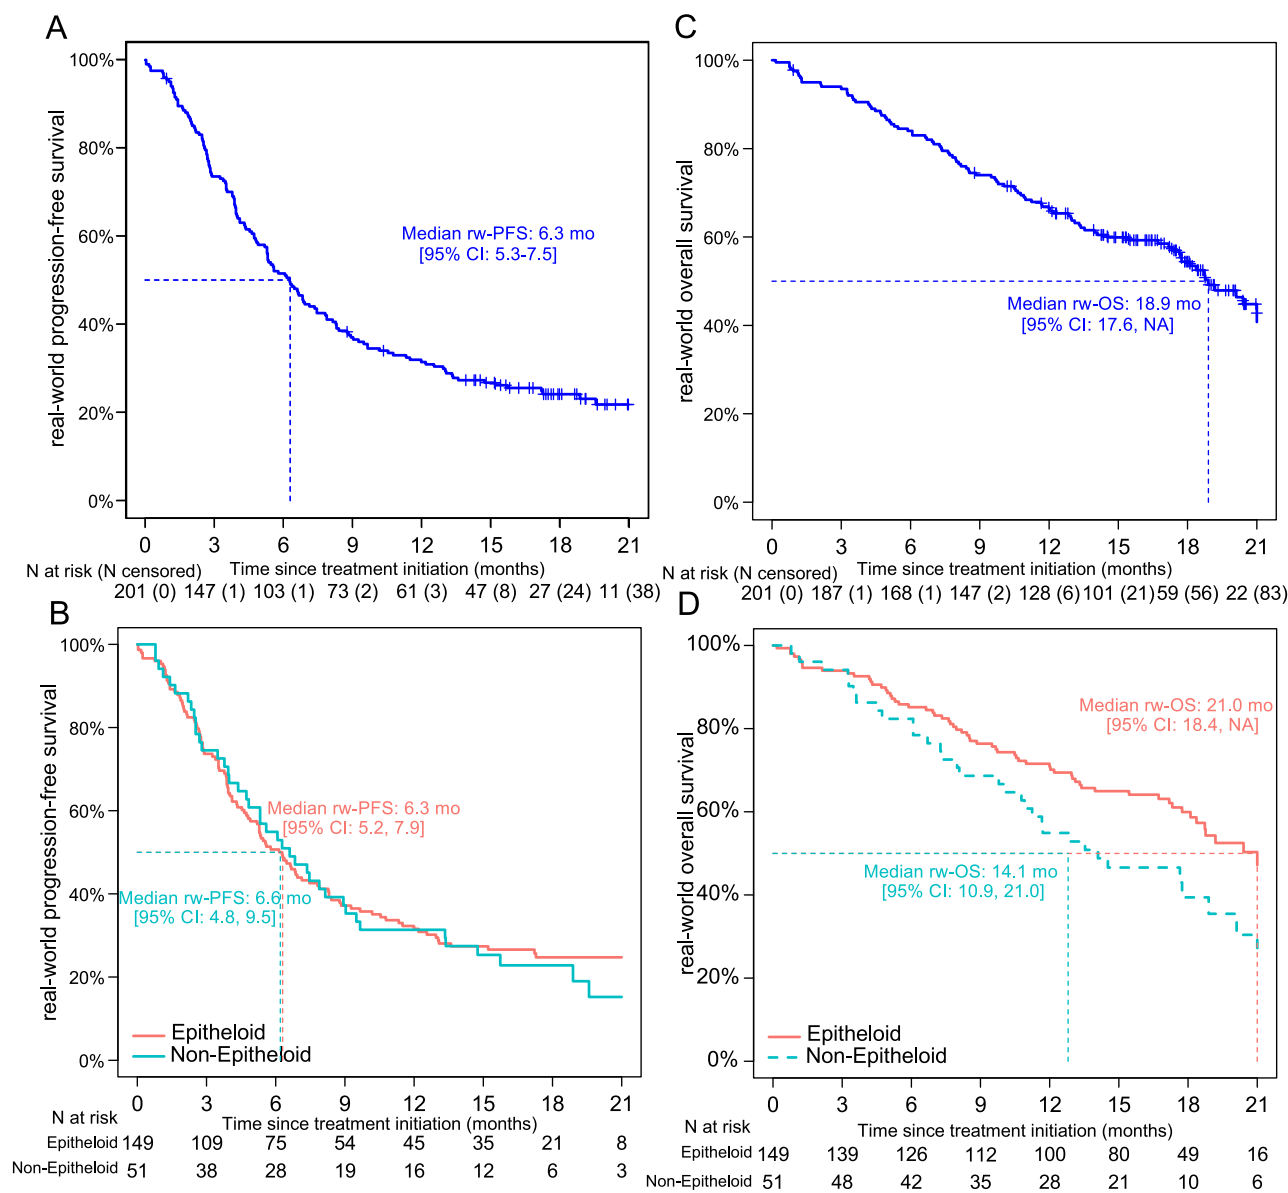 A
real-world progression-free survival
100%
80%
60%
40%
20%
0%
Median rw-PFS: 6.3 mo
[95% CI: 5.3-7.5]
0 3 6 9 12 15 18 21
N at risk (N censored) Time since treatment initiation (months)
201 (0) 147 (1) 103 (1) 73 (2) 61 (3) 47 (8) 27 (24) 11 (38)
C
real-world overall survival
100%
80%
60%
40%
20%
0%
Median rw-OS: 18.9 mo
[95% CI: 17.6, NA]
0 3 6 9 12 15 18 21
N at risk (N censored) Time since treatment initiation (months)
201 (0) 187 (1) 168 (1) 147 (2) 128 (6) 101 (21) 59 (56) 22 (83)
B
real-world progression-free survival
100%
80%
60%
40%
20%
0%
Median rw-PFS: 6.3 mo
[95% CI: 5.2, 7.9]
Median rw-PFS: 6.6 mo
[95% CI: 4.8, 9.5]
Epitheloid
Non-Epitheloid
0 3 6 9 12 15 18 21
N at risk Time since treatment initiation (months)
Epitheloid 149 109 75 54 45 35 21 8
Non-Epitheloid 51 38 28 19 16 12 6 3
D
real-world overall survival
100%
80%
60%
40%
20%
0%
Median rw-OS: 21.0 mo
[95% CI: 18.4, NA]
Median rw-OS: 14.1 mo
[95% CI: 10.9, 21.0]
Epitheloid
Non-Epitheloid
0 3 6 9 12 15 18 21
N at risk Time since treatment initiation (months)
Epitheloid 149 139 126 112 100 80 49 16
Non-Epitheloid 51 48 42 35 28 21 10 6